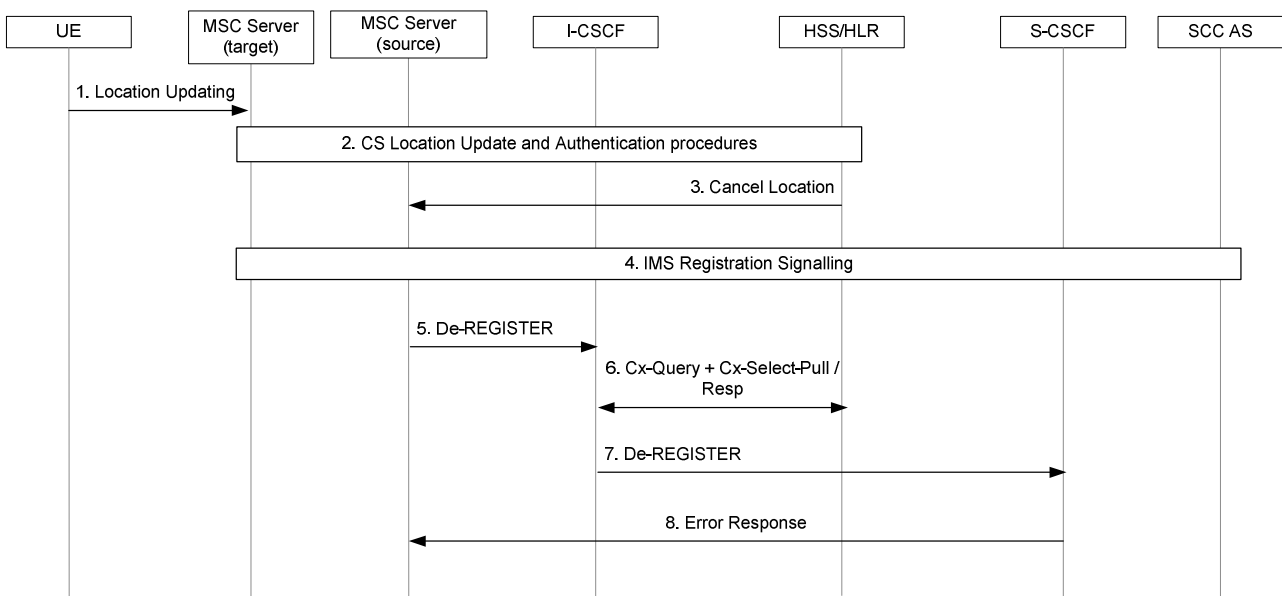 UE
MSC Server
(target)
MSC Server
(source)
I-CSCF
HSS/HLR
S-CSCF
SCC AS
1. Location Updating
2. CS Location Update and Authentication procedures
3. Cancel Location
4. IMS Registration Signalling
5. De-REGISTER
6. Cx-Query + Cx-Select-Pull /
Resp
7. De-REGISTER
8. Error Response